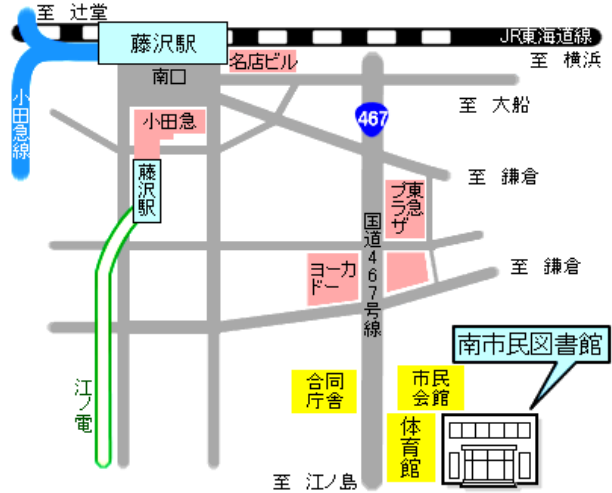 至 辻堂
藤沢駅
JR東海道線
至 横浜
名店ビル
南口
至 大船
小田急線
小田急
467
藤沢駅
至 鎌倉
東急
プラザ
国道467号線
ヨーカ
ドー
至 鎌倉
南市民図書館
江ノ電
合同
庁舎
市民
会館
体育館
至 江ノ島